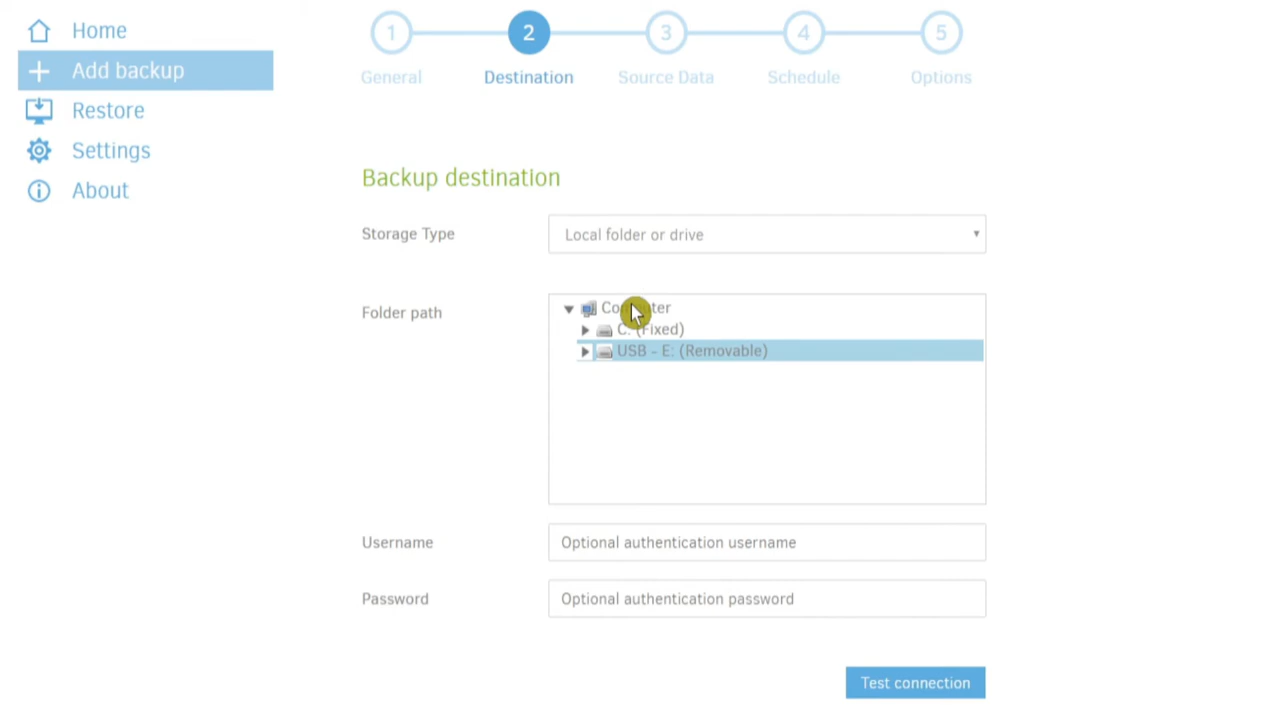 Home
Add backup
Restore
Settings
About
1 2 3 4 5
General Destination Source Data Schedule Options
Backup destination
Storage Type Local folder or drive
Folder path
C: (Fixed)
USB - E: (Removable)
Username Optional authentication username
Password Optional authentication password
Test connection